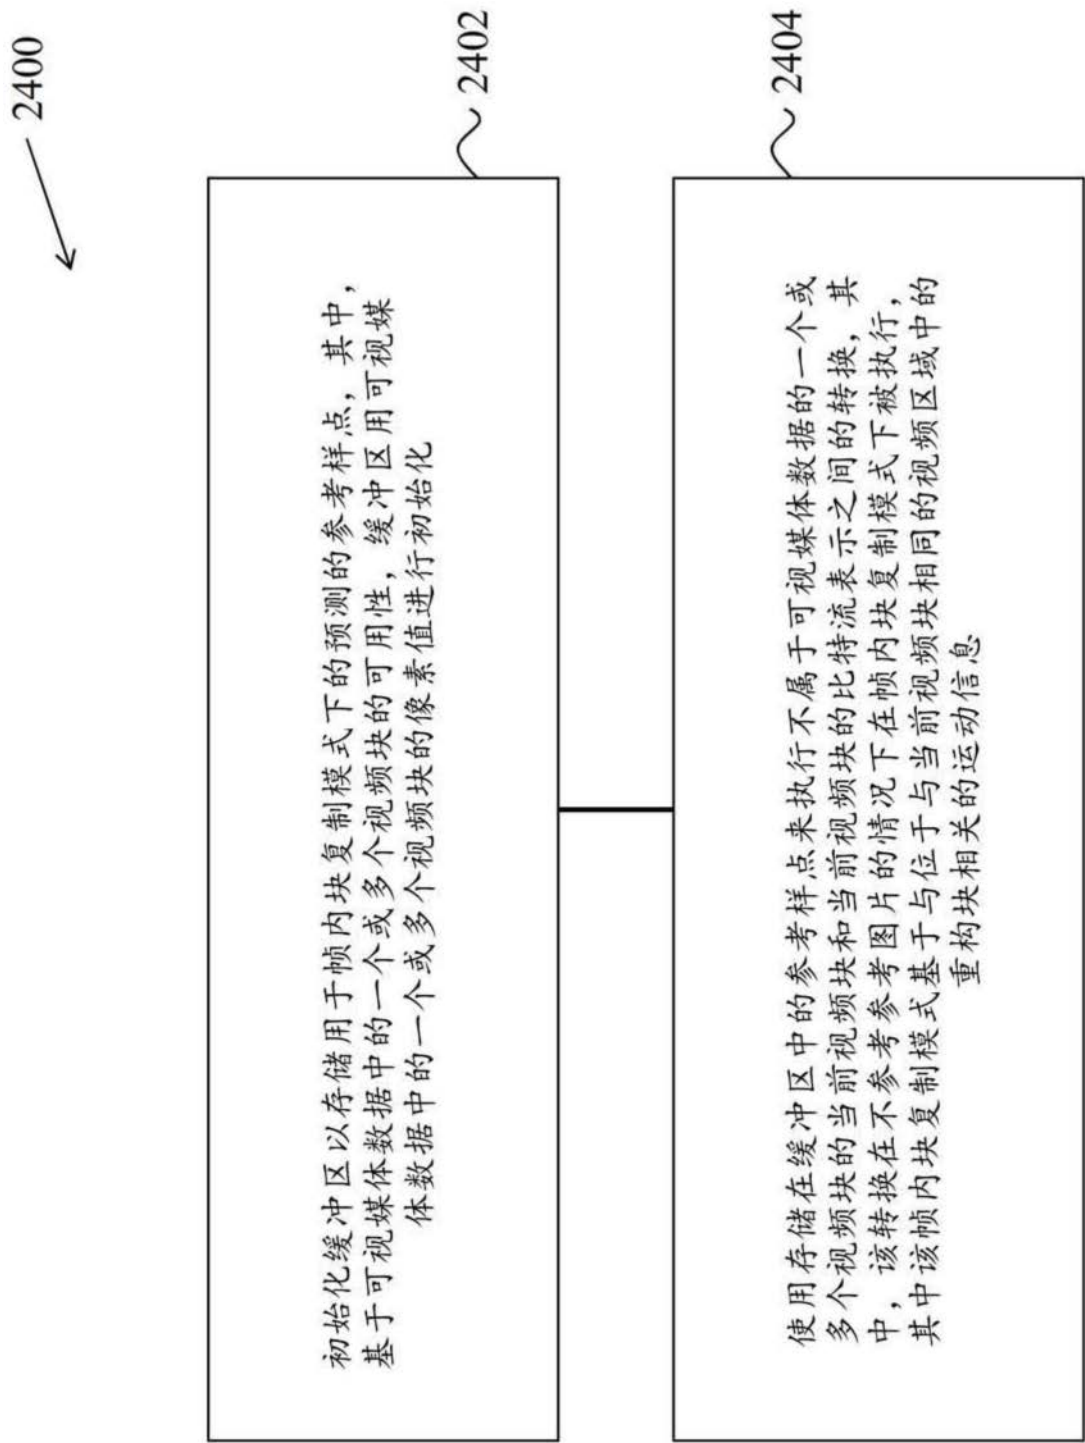 2400
初始化缓冲区以存储用于帧内块复制模式下的预测的参考样点，其中，
基于可视媒体数据中的一个或多个视频块的可用性，缓冲区用可视媒
体数据中的一个或多个视频块的像素值进行初始化
2402
使用存储在缓冲区中的参考样点来执行不属于可视媒体数据的一个或
多个视频块的当前视频块和当前视频块的比特流表示之间的转换，其
中，该转换在不参考参考图片的情况下在帧内块复制模式下被执行，
其中该帧内块复制模式基于与位于与当前视频块相同的视频区域中的
重构块相关的运动信息
2404